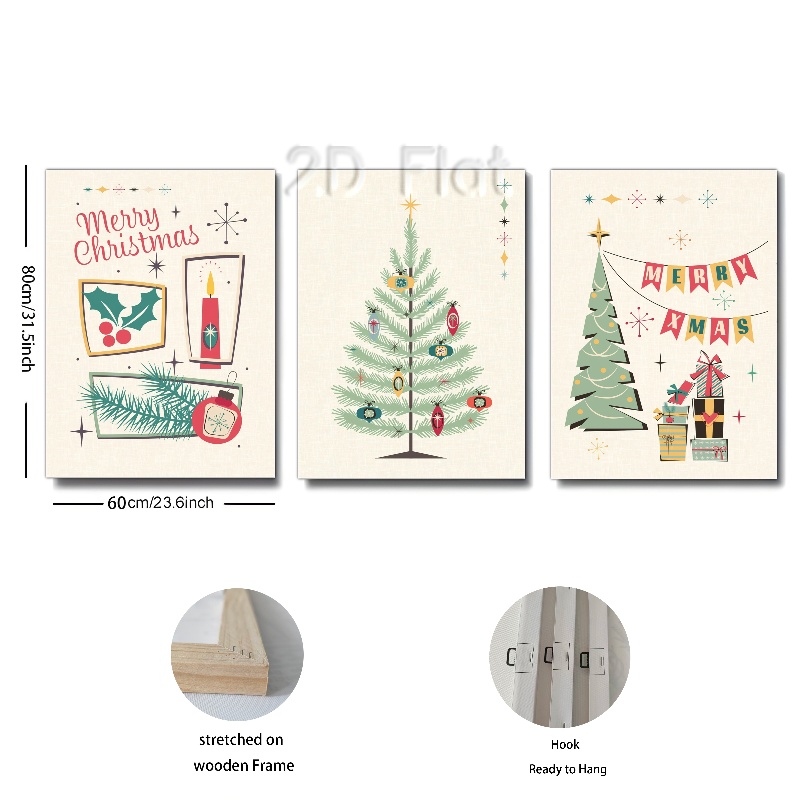 2D Flat
Merry
Christmas
MERRY
XMAS
80cm/31.5inch
60cm/23.6inch
stretched on
wooden Frame
Hook
Ready to Hang